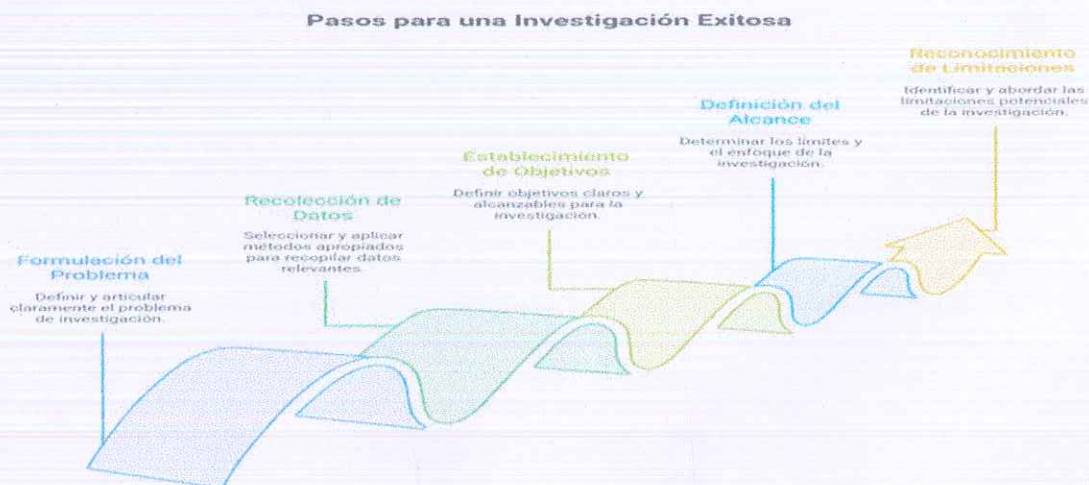 Pasos para una Investigación Exitosa
Formulación del
Problema
Definir y articular
claramente el problema
de investigación.
Recolección de
Datos
Seleccionar y aplicar
métodos apropiados
para recopilar datos
relevantes.
Establecimiento
de Objetivos
Definir objetivos claros y
alcanzables para la
investigación.
Definición del
Alcance
Determinar los límites y
el enfoque de la
investigación.
Reconocimiento
de Limitaciones
Identificar y abordar las
limitaciones potenciales
de la investigación.